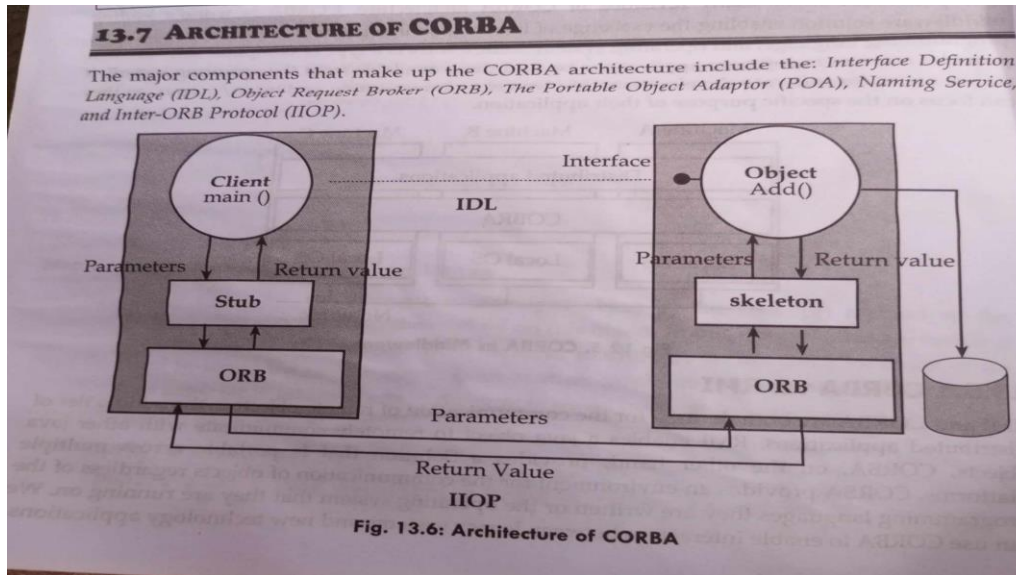 13.7 ARCHITECTURE OF CORBA
The major components that make up the CORBA architecture include the: Interface Definition
Language (IDL), Object Request Broker (ORB), The Portable Object Adaptor (POA), Naming Service,
and Inter-ORB Protocol (IIOP).
Client
main ()
Interface
IDL
Object
Add()
Parameters
Return value
Parameters
Return value
Stub
skeleton
ORB
ORB
Parameters
Return Value
IIOP
Fig. 13.6: Architecture of CORBA